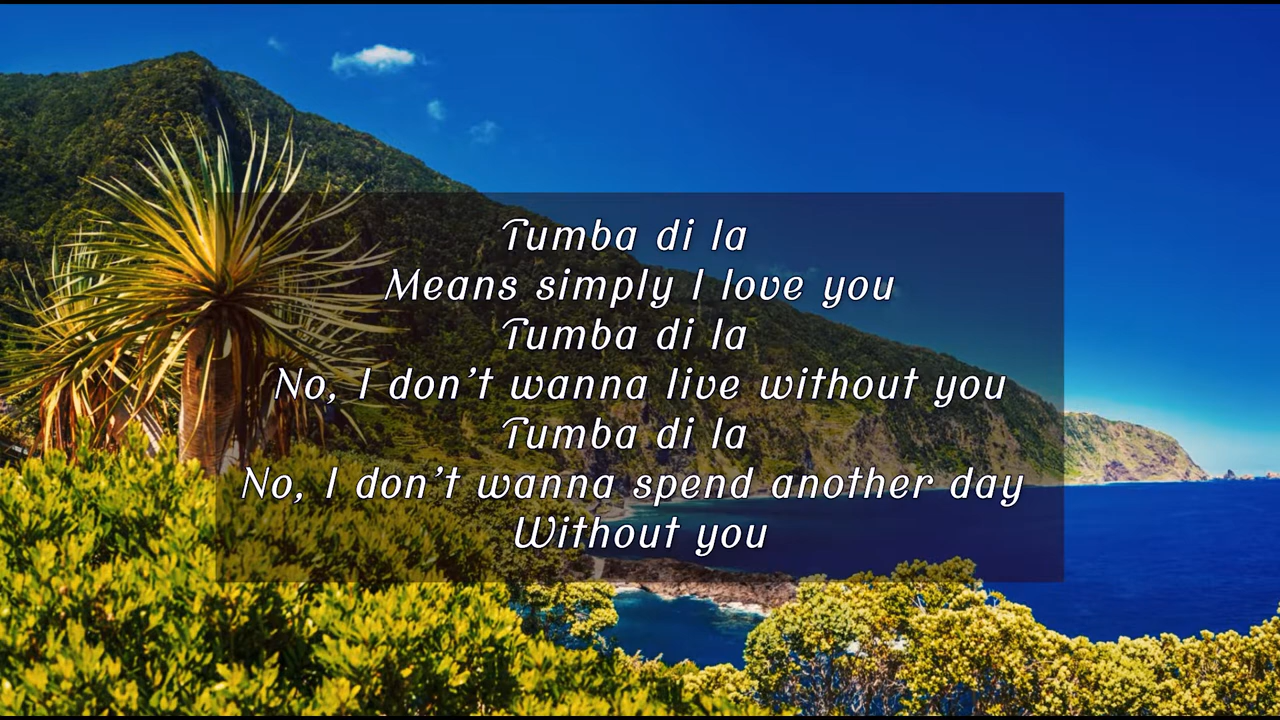 Tumba di la
Means simply I love you
Tumba di la
No, I don't wanna live without you
Tumba di la
No, I don't wanna spend another day
Without you